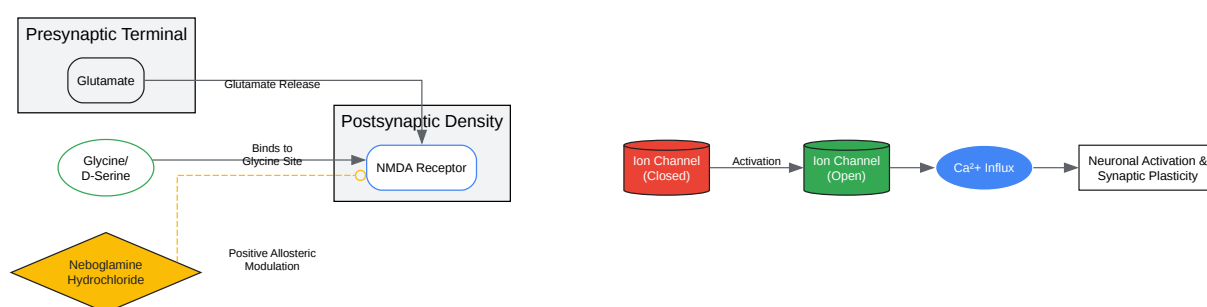 Presynaptic Terminal
Glutamate
Glutamate Release
Postsynaptic Density
NMDA Receptor
Glycine/
D-Serine
Binds to
Glycine Site
Neboglamine
Hydrochloride
Positive Allosteric
Modulation
Ion Channel
(Closed)
Activation
Ion Channel
(Open)
Ca²+ Influx
Neuronal Activation &
Synaptic Plasticity